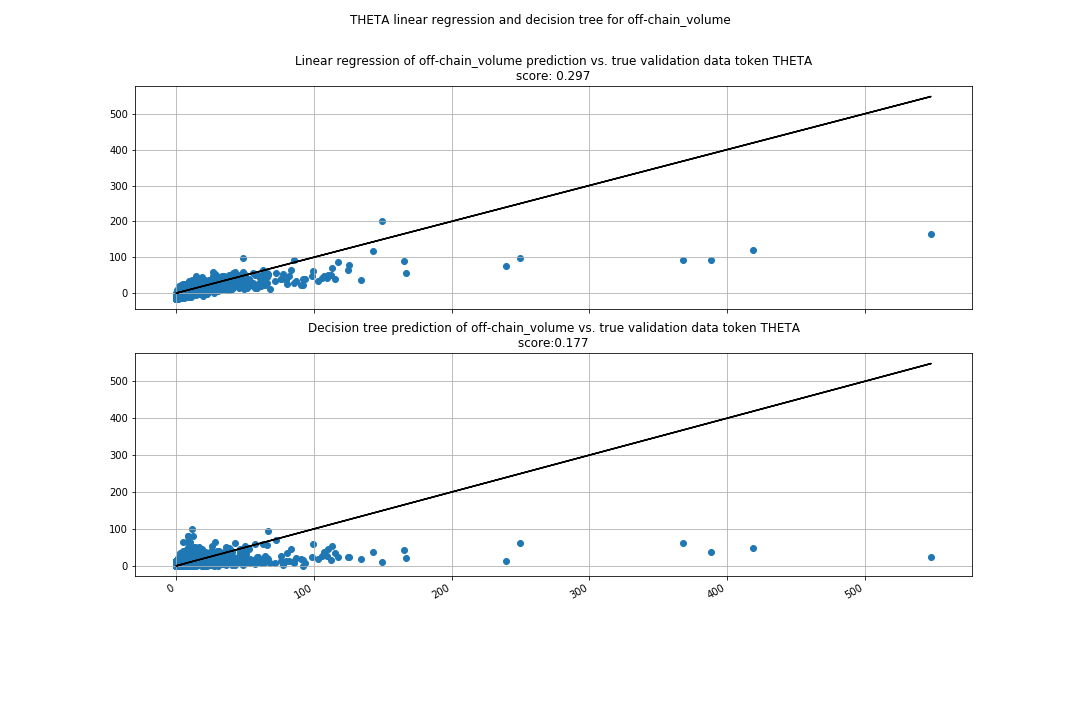 THETA linear regression and decision tree for off-chain_volume
Linear regression of off-chain_volume prediction vs. true validation data token THETA
score: 0.297
500
400
300
200
100
0
Decision tree prediction of off-chain_volume vs. true validation data token THETA
score:0.177
500
400
300
200
100
0
0 100 200 300 400 500